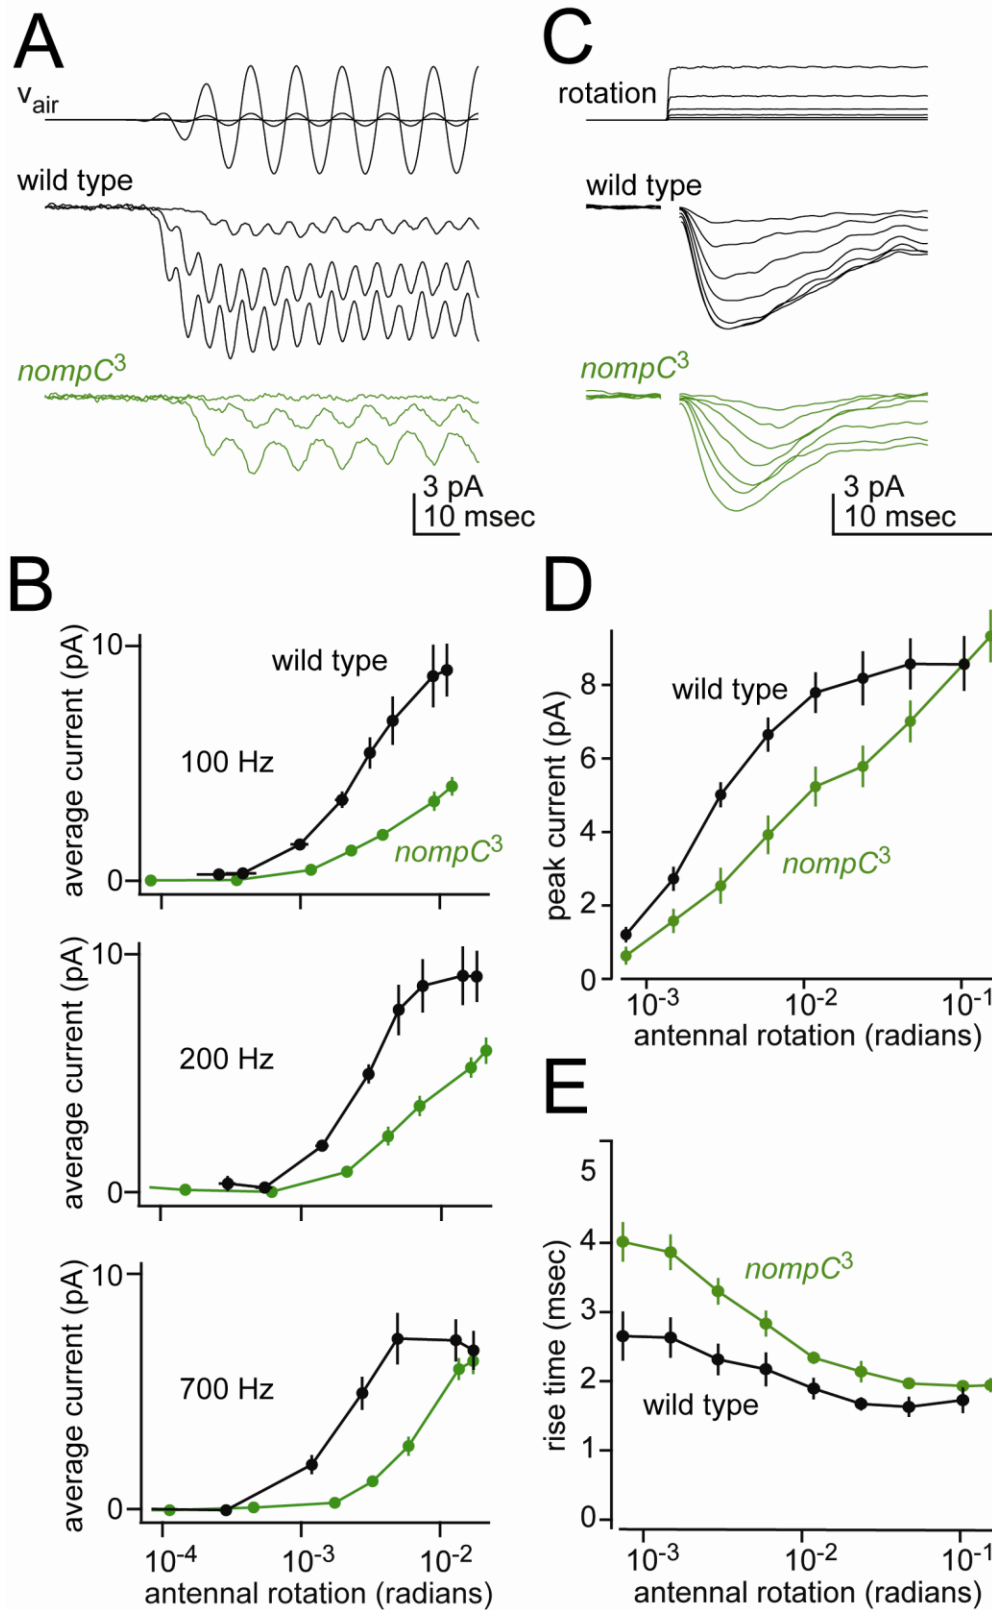 A
v_air
wild type
nompC³
3 pA
10 msec
C
rotation
wild type
nompC³
3 pA
10 msec
B
average current (pA)
10
0
wild type
100 Hz
nompC³
average current (pA)
10
0
200 Hz
average current (pA)
10
0
700 Hz
10⁻⁴ 10⁻³ 10⁻²
antennal rotation (radians)
D
peak current (pA)
8
6
4
2
0
wild type
nompC³
10⁻³ 10⁻² 10⁻¹
antennal rotation (radians)
E
rise time (msec)
5
4
3
2
1
0
nompC³
wild type
10⁻³ 10⁻² 10⁻¹
antennal rotation (radians)